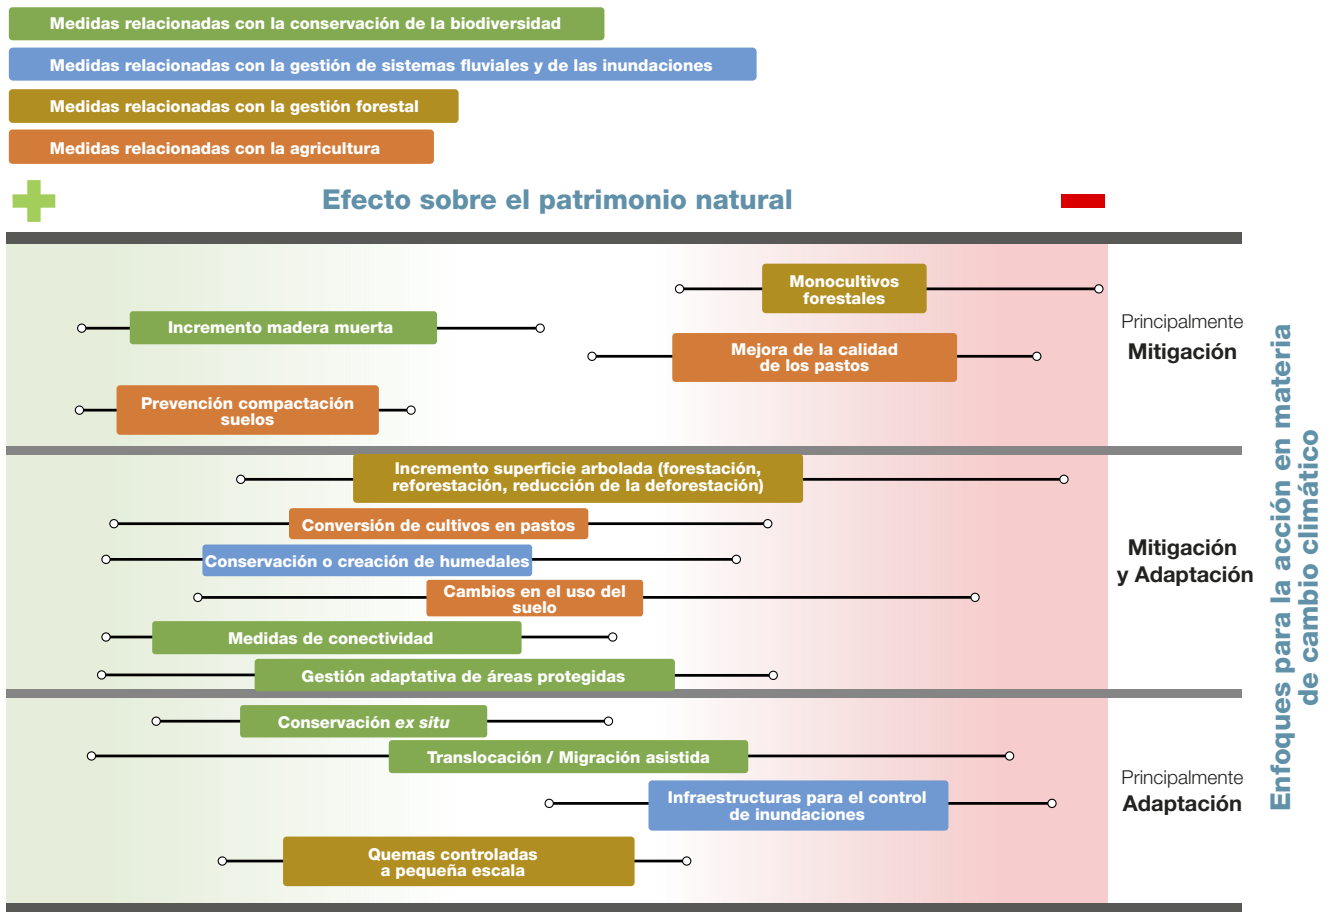 Medidas relacionadas con la conservación de la biodiversidad
Medidas relacionadas con la gestión de sistemas fluviales y de las inundaciones
Medidas relacionadas con la gestión forestal
Medidas relacionadas con la agricultura
Efecto sobre el patrimonio natural
Monocultivos
forestales
Incremento madera muerta
Mejora de la calidad
de los pastos
Prevención compactación
suelos
Principalmente
Mitigación
Incremento superficie arbolada (forestación,
reforestación, reducción de la deforestación)
Conversión de cultivos en pastos
Conservación o creación de humedales
Cambios en el uso del
suelo
Medidas de conectividad
Gestión adaptativa de áreas protegidas
Mitigación
y Adaptación
Conservación ex situ
Translocación / Migración asistida
Infraestructuras para el control
de inundaciones
Quemas controladas
a pequeña escala
Principalmente
Adaptación
Enfoques para la acción en materia
de cambio climático